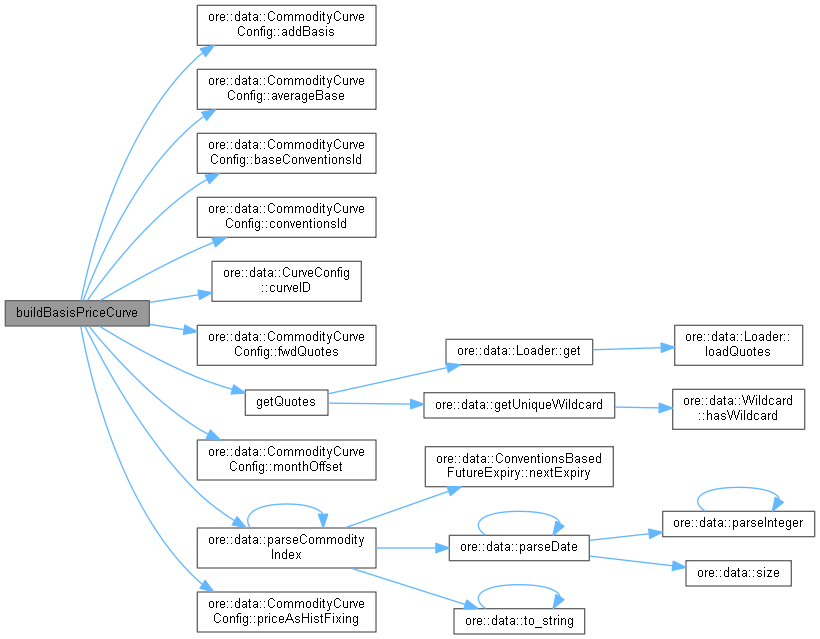 ore::data::CommodityCurve
Config::addBasis
ore::data::CommodityCurve
Config::averageBase
ore::data::CommodityCurve
Config::baseConventionsId
ore::data::CommodityCurve
Config::conventionsId
ore::data::CurveConfig
::curveID
buildBasisPriceCurve
ore::data::CommodityCurve
Config::fwdQuotes
ore::data::Loader::get
ore::data::Loader::
loadQuotes
getQuotes
ore::data::getUniqueWildcard
ore::data::Wildcard
::hasWildcard
ore::data::CommodityCurve
Config::monthOffset
ore::data::ConventionsBased
FutureExpiry::nextExpiry
ore::data::parseCommodity
Index
ore::data::parseDate
ore::data::parseInteger
ore::data::size
ore::data::CommodityCurve
Config::priceAsHistFixing
ore::data::to_string